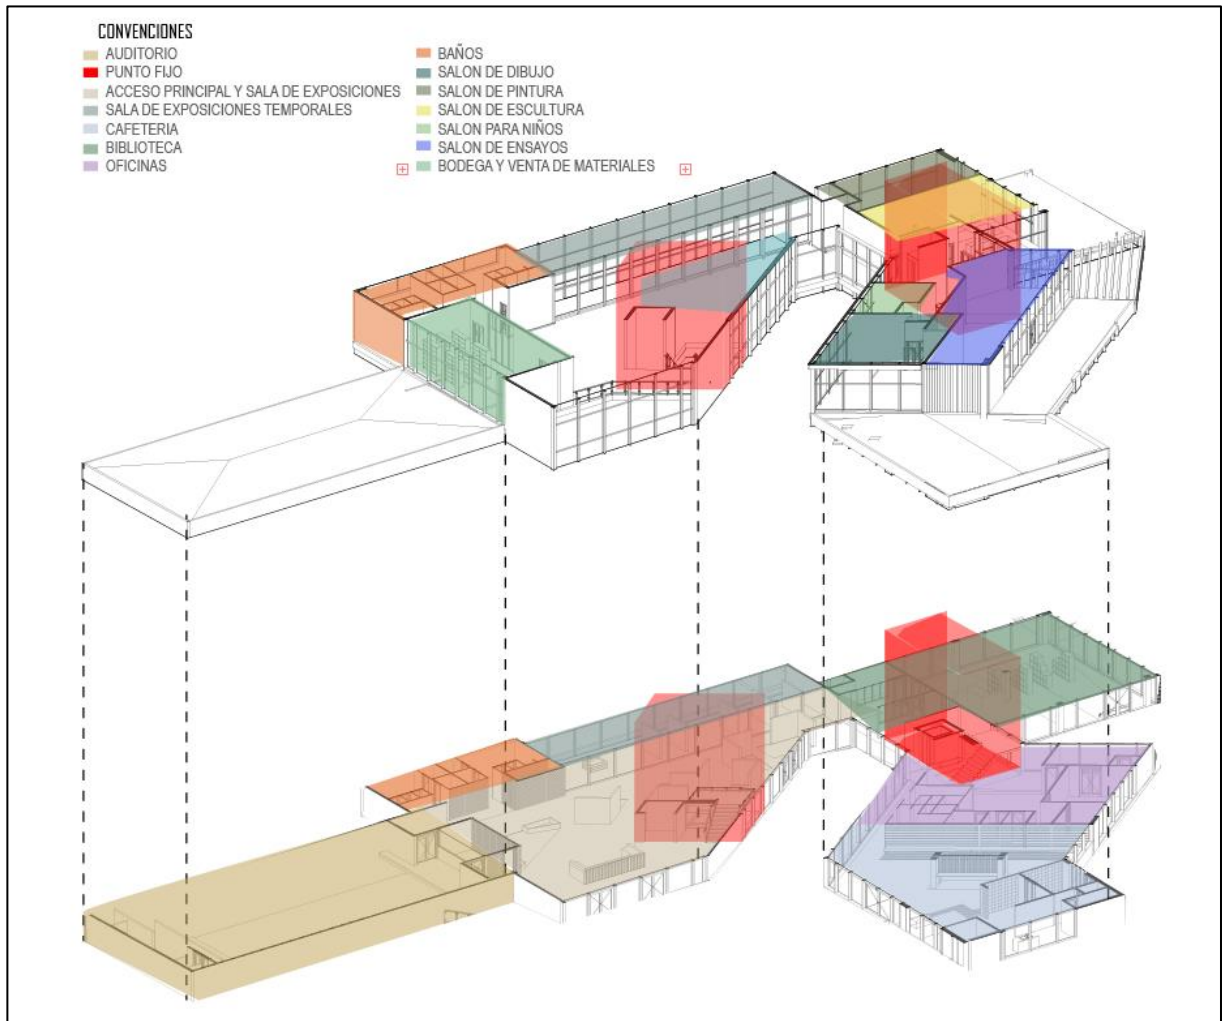 CONVENCIONES
AUDITORIO
PUNTO FIJO
ACCESO PRINCIPAL Y SALA DE EXPOSICIONES
SALA DE EXPOSICIONES TEMPORALES
CAFETERIA
BIBLIOTECA
OFICINAS
BAÑOS
SALON DE DIBUJO
SALON DE PINTURA
SALON DE ESCULTURA
SALON PARA NIÑOS
SALON DE ENSAYOS
BODEGA Y VENTA DE MATERIALES